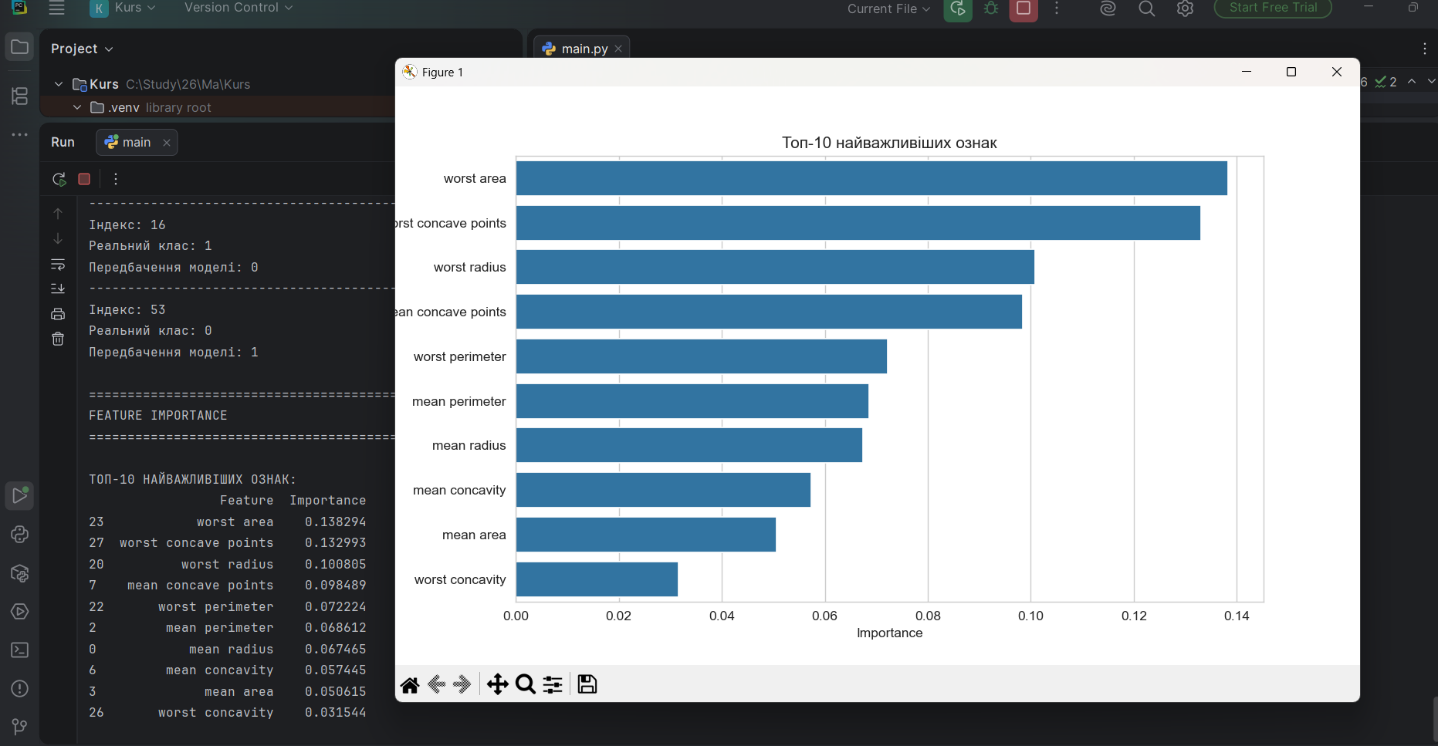 PC
K Kurs
Version Control
Current File
Start Free Trial
Project
main.py
Kurs C:\Study\26\Ma\Kurs
.venv library root
6 2
Run
main
----------------------------------------
Індекс: 16
Реальний клас: 1
Передбачення моделі: 0
----------------------------------------
Індекс: 53
Реальний клас: 0
Передбачення моделі: 1
========================================
FEATURE IMPORTANCE
========================================
ТОП-10 НАЙВАЖЛИВІШИХ ОЗНАК:
Feature Importance
23 worst area 0.138294
27 worst concave points 0.132993
20 worst radius 0.100805
7 mean concave points 0.098489
22 worst perimeter 0.072224
2 mean perimeter 0.068612
0 mean radius 0.067465
6 mean concavity 0.057445
3 mean area 0.050615
26 worst concavity 0.031544
Figure 1
Топ-10 найважливіших ознак
worst area
orst concave points
worst radius
ean concave points
worst perimeter
mean perimeter
mean radius
mean concavity
mean area
worst concavity
0.00 0.02 0.04 0.06 0.08 0.10 0.12 0.14
Importance